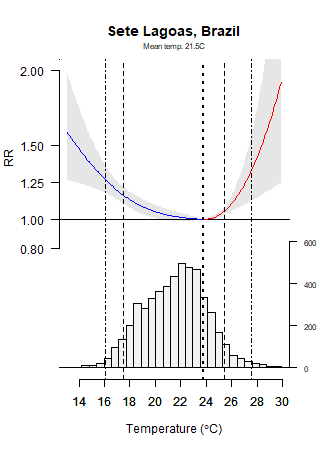 Sete Lagoas, Brazil
Mean temp. 21.5C
2.00
1.50
RR
1.25
1.00
0.80
600
400
200
0
14 16 18 20 22 24 26 28 30
Temperature (°C)